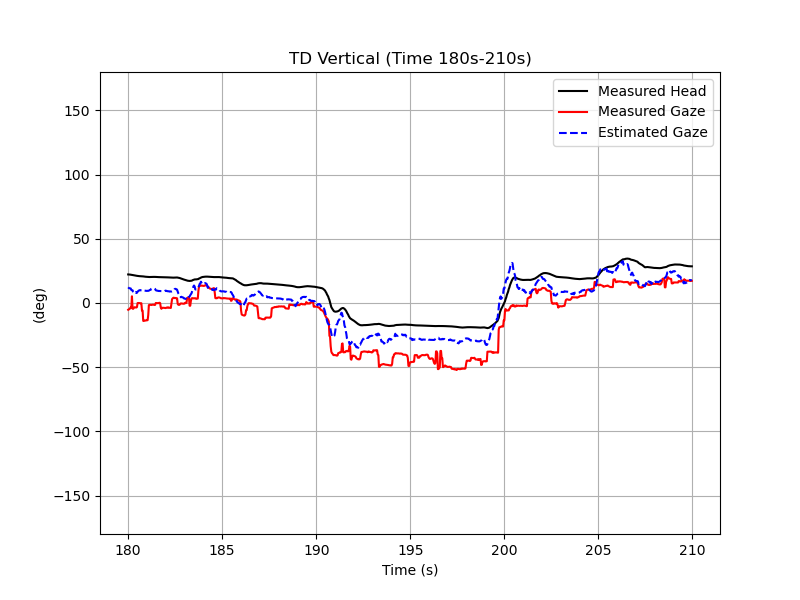 TD Vertical (Time 180s-210s)
Measured Head
Measured Gaze
Estimated Gaze
150
100
50
0
−50
−100
−150
(deg)
180 185 190 195 200 205 210
Time (s)